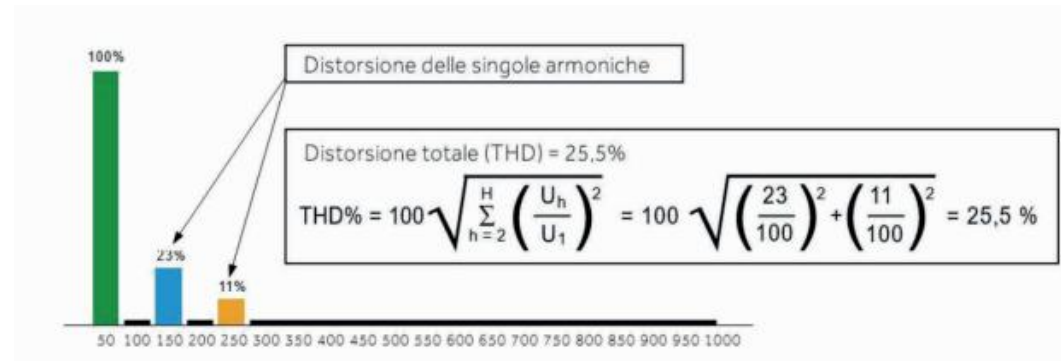 100%
Distorsione delle singole armoniche
Distorsione totale (THD) = 25,5%
THD% = 100 √( H Σ h = 2 ( Uh / U1 )² ) = 100 √( ( 23 / 100 )² + ( 11 / 100 )² ) = 25,5 %
23%
11%
50 100 150 200 250 300 350 400 450 500 550 600 650 700 750 800 850 900 950 1000